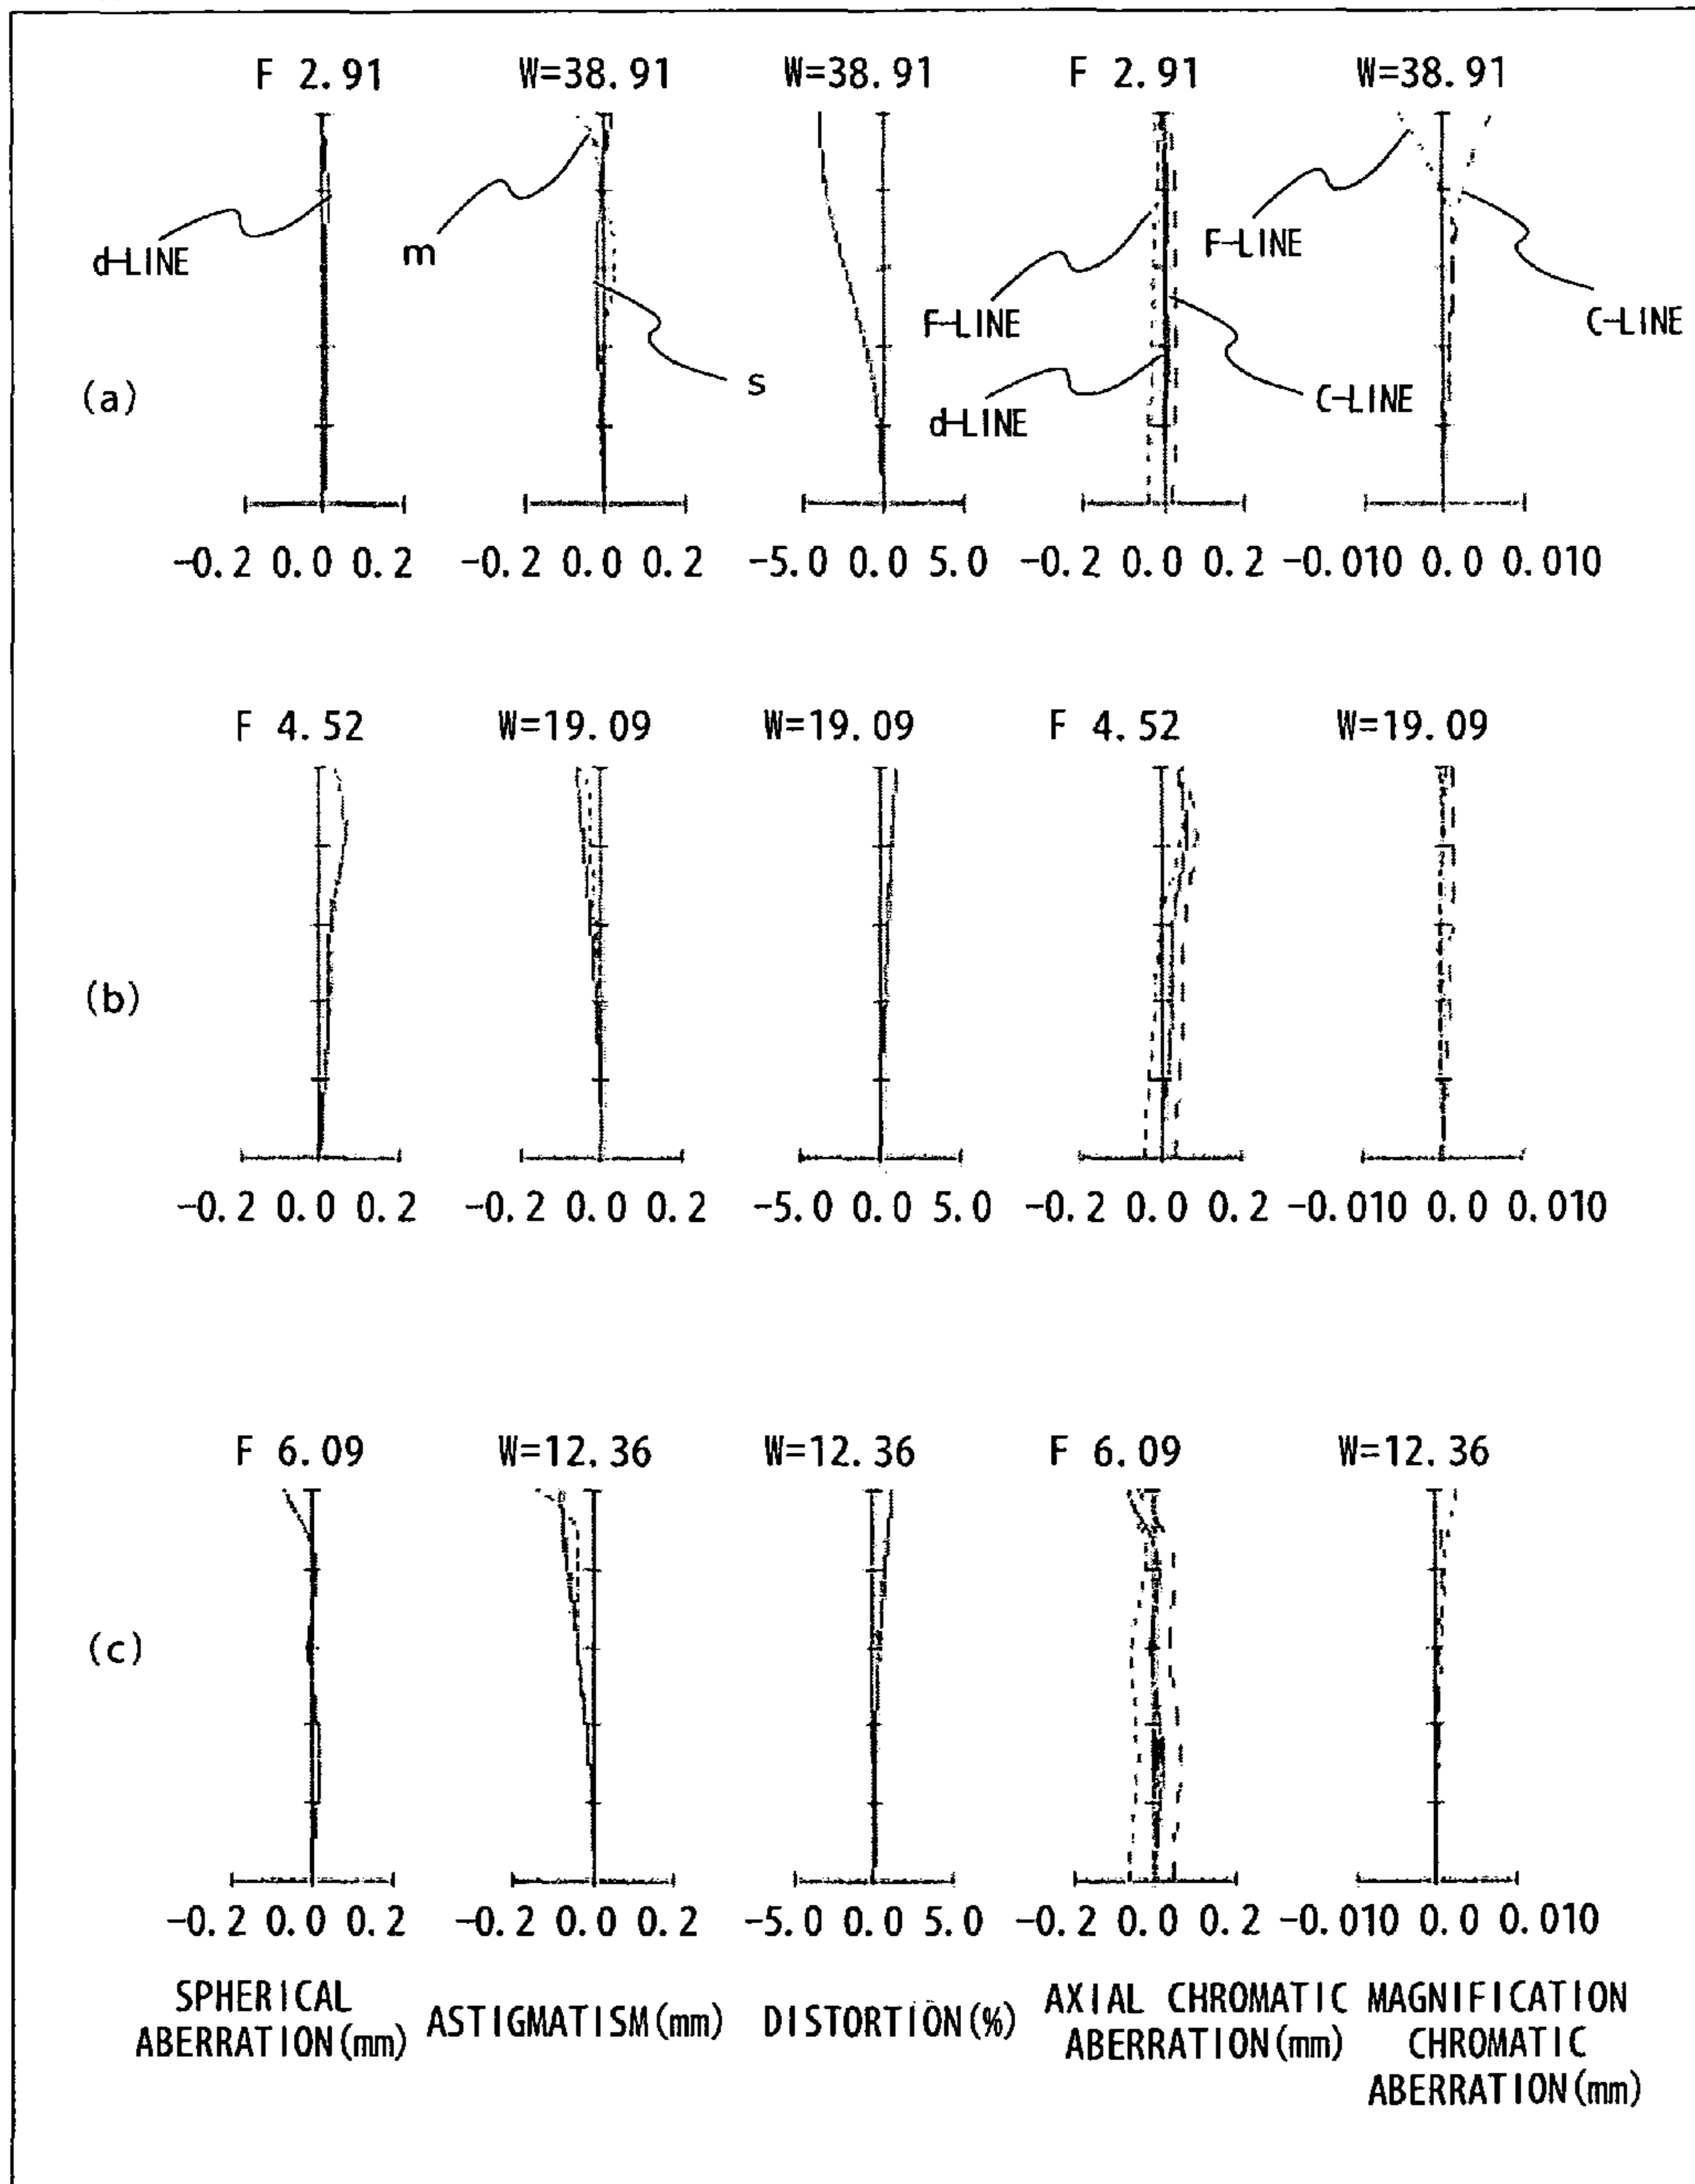 F 2.91 W=38.91 W=38.91 F 2.91 W=38.91
d-LINE
m
s
F-LINE
d-LINE
C-LINE
F-LINE
C-LINE
(a)
-0.2 0.0 0.2 -0.2 0.0 0.2 -5.0 0.0 5.0 -0.2 0.0 0.2 -0.010 0.0 0.010
F 4.52 W=19.09 W=19.09 F 4.52 W=19.09
(b)
-0.2 0.0 0.2 -0.2 0.0 0.2 -5.0 0.0 5.0 -0.2 0.0 0.2 -0.010 0.0 0.010
F 6.09 W=12.36 W=12.36 F 6.09 W=12.36
(c)
-0.2 0.0 0.2 -0.2 0.0 0.2 -5.0 0.0 5.0 -0.2 0.0 0.2 -0.010 0.0 0.010
SPHERICAL
ABERRATION(mm)
ASTIGMATISM(mm)
DISTORTION(%)
AXIAL CHROMATIC
ABERRATION(mm)
MAGNIFICATION
CHROMATIC
ABERRATION(mm)